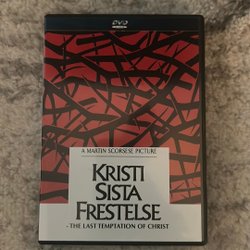 DVD
A MARTIN SCORSESE PICTURE
KRISTI
SISTA
FRESTELSE
- THE LAST TEMPTATION OF CHRIST